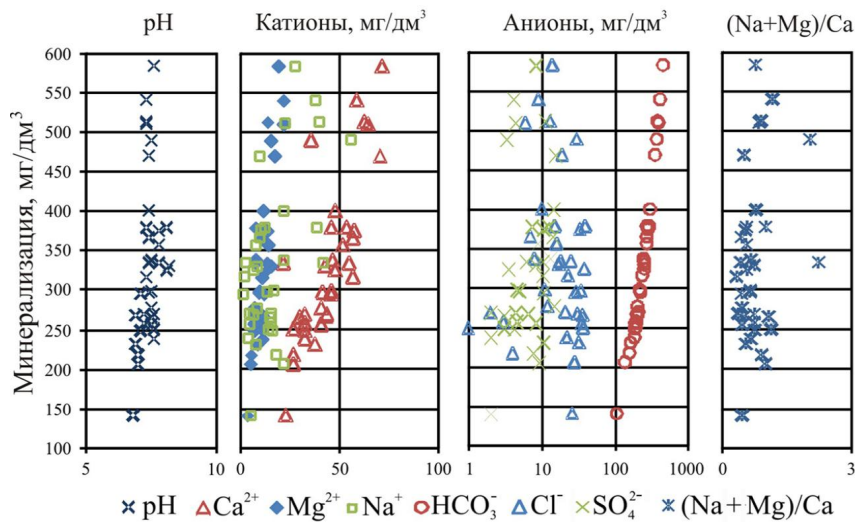 pH Катионы, мг/дм³ Анионы, мг/дм³ (Na+Mg)/Ca
Минерализация, мг/дм³
600
550
500
450
400
350
300
250
200
150
100
5 10 0 50 100 1 10 100 1000 0 3
pH Ca²⁺ Mg²⁺ Na⁺ HCO₃⁻ Cl⁻ SO₄²⁻ (Na+Mg)/Ca